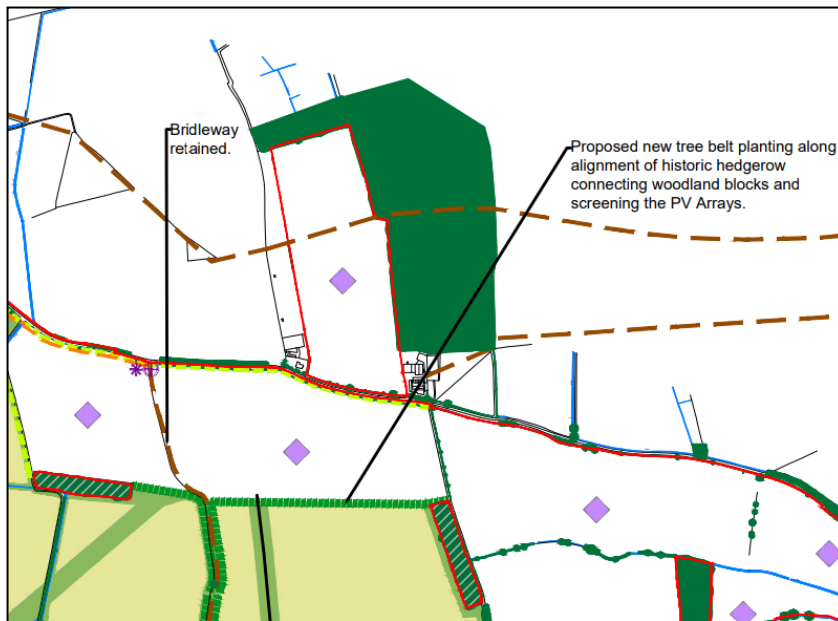 Bridleway
retained.
Proposed new tree belt planting along
alignment of historic hedgerow
connecting woodland blocks and
screening the PV Arrays.